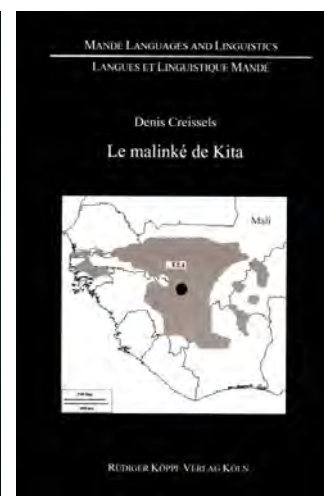 MANDE LANGUAGES AND LINGUISTICS
LANGUES ET LINGUISTIQUE MANDÉ
Denis Creissels
Le malinké de Kita
Mali
Kita
RÜDIGER KÖPPE VERLAG KÖLN